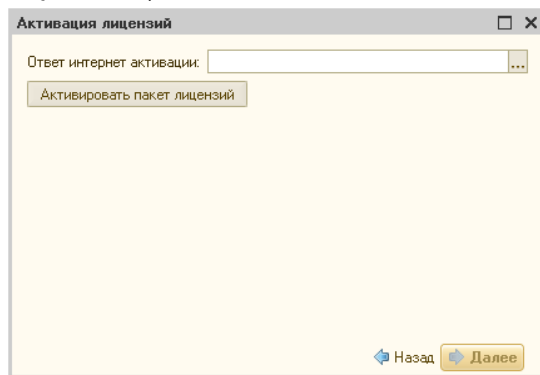 Активация лицензий
Ответ интернет активации:
...
Активировать пакет лицензий
Назад Далее